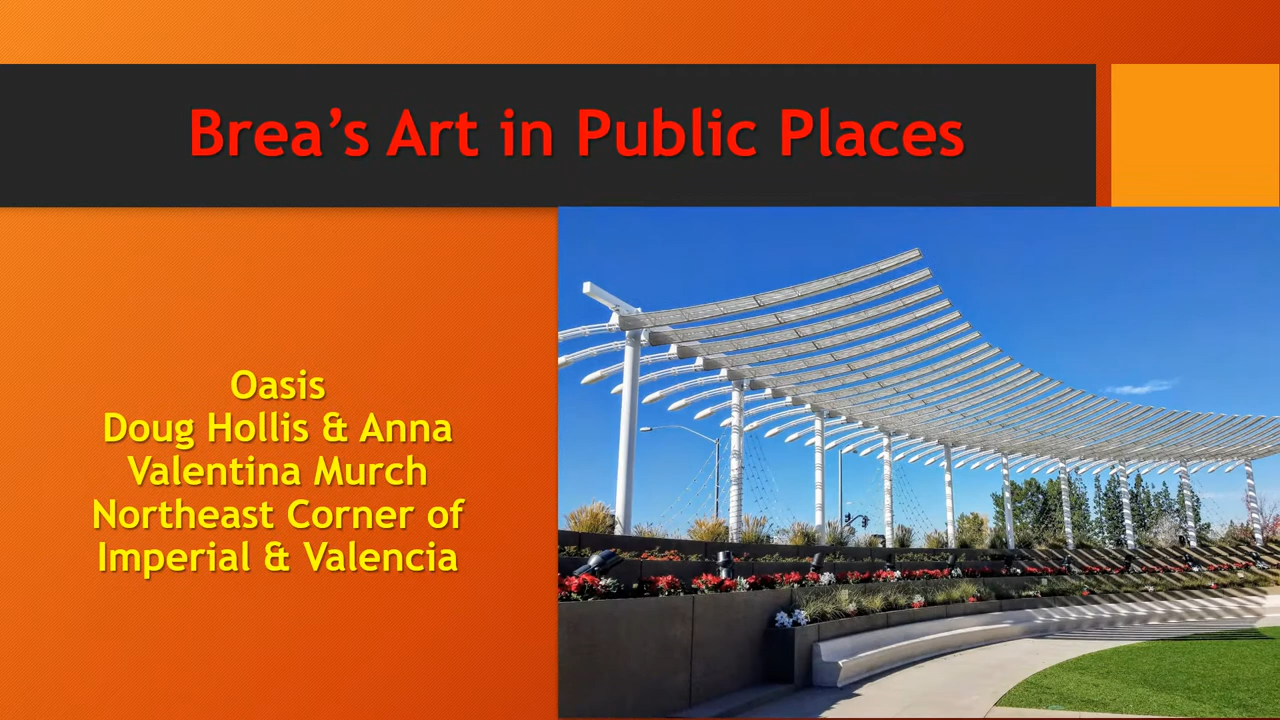 Brea’s Art in Public Places
Oasis
Doug Hollis & Anna
Valentina Murch
Northeast Corner of
Imperial & Valencia